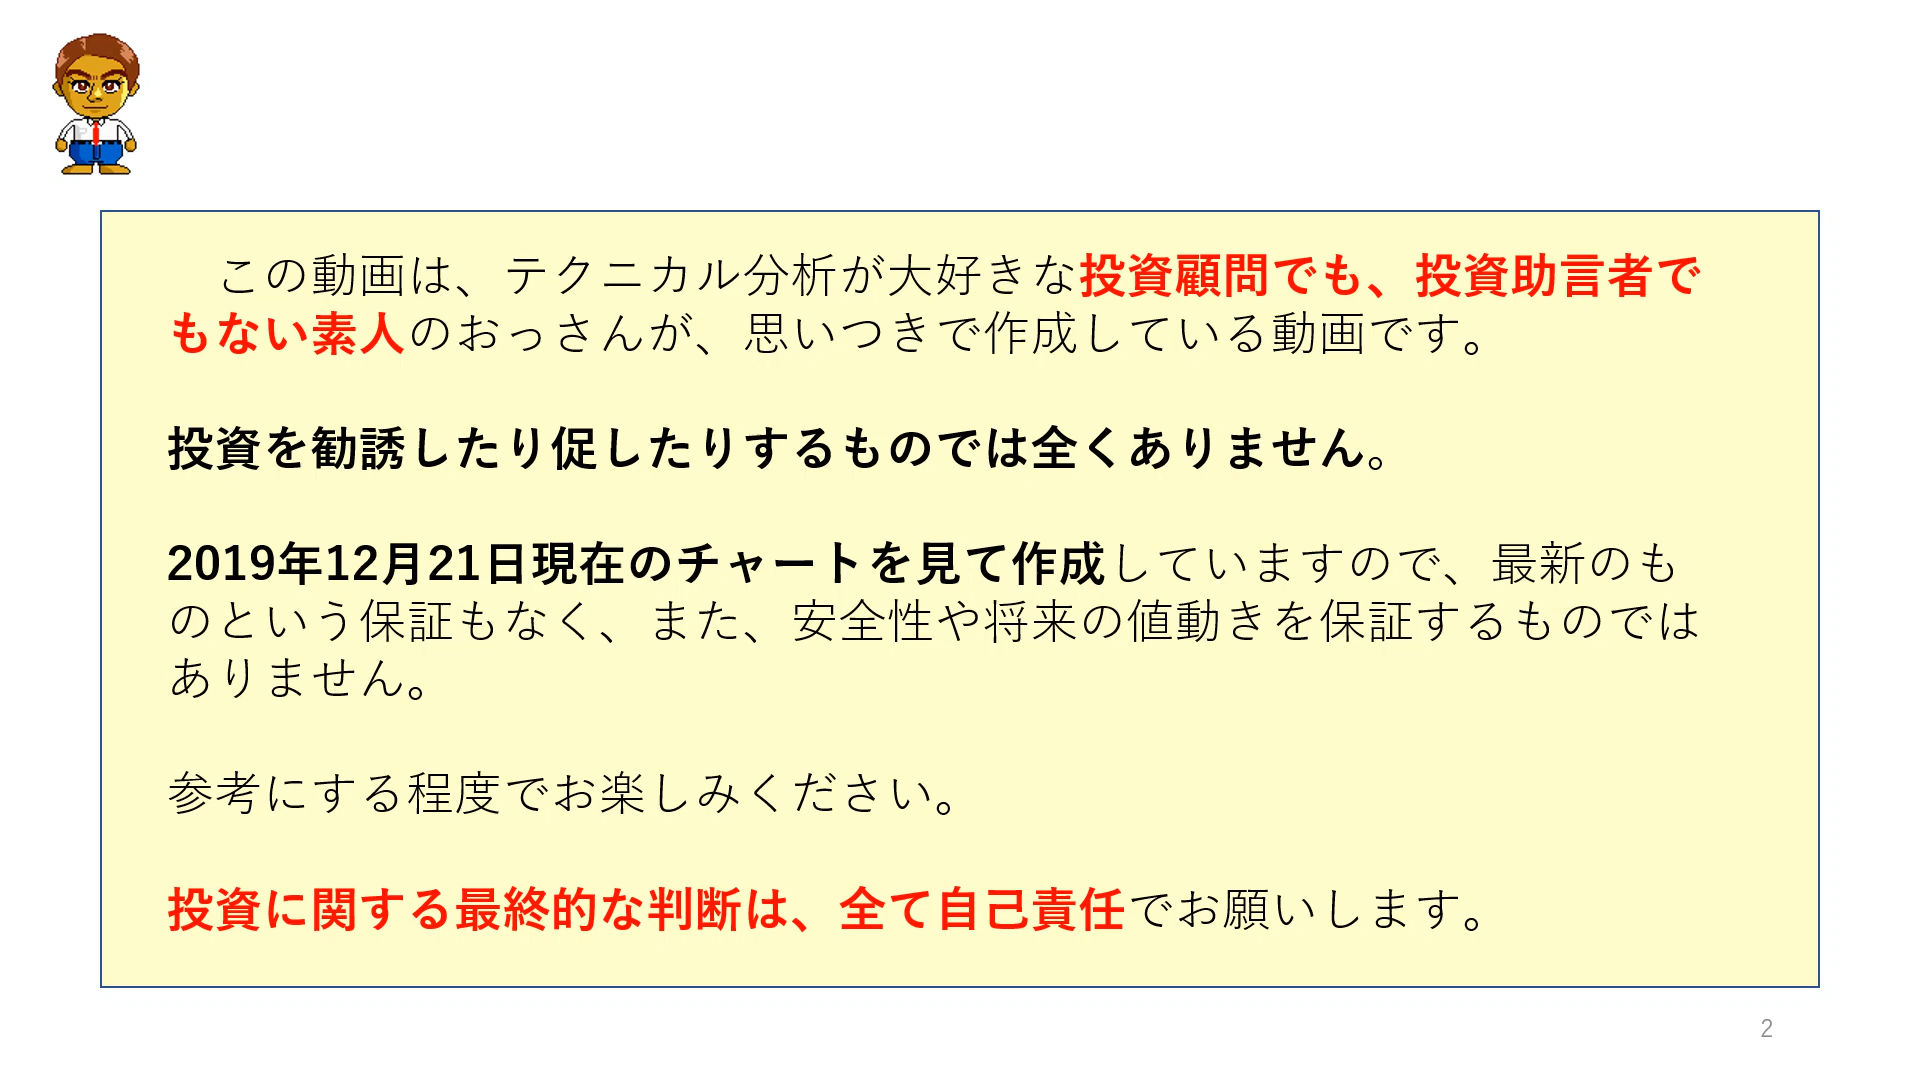 この動画は、テクニカル分析が大好きな投資顧問でも、投資助言者で
もない素人のおっさんが、思いつきで作成している動画です。
投資を勧誘したり促したりするものでは全くありません。
2019年12月21日現在のチャートを見て作成していますので、最新のも
のという保証もなく、また、安全性や将来の値動きを保証するものでは
ありません。
参考にする程度でお楽しみください。
投資に関する最終的な判断は、全て自己責任でお願いします。
2